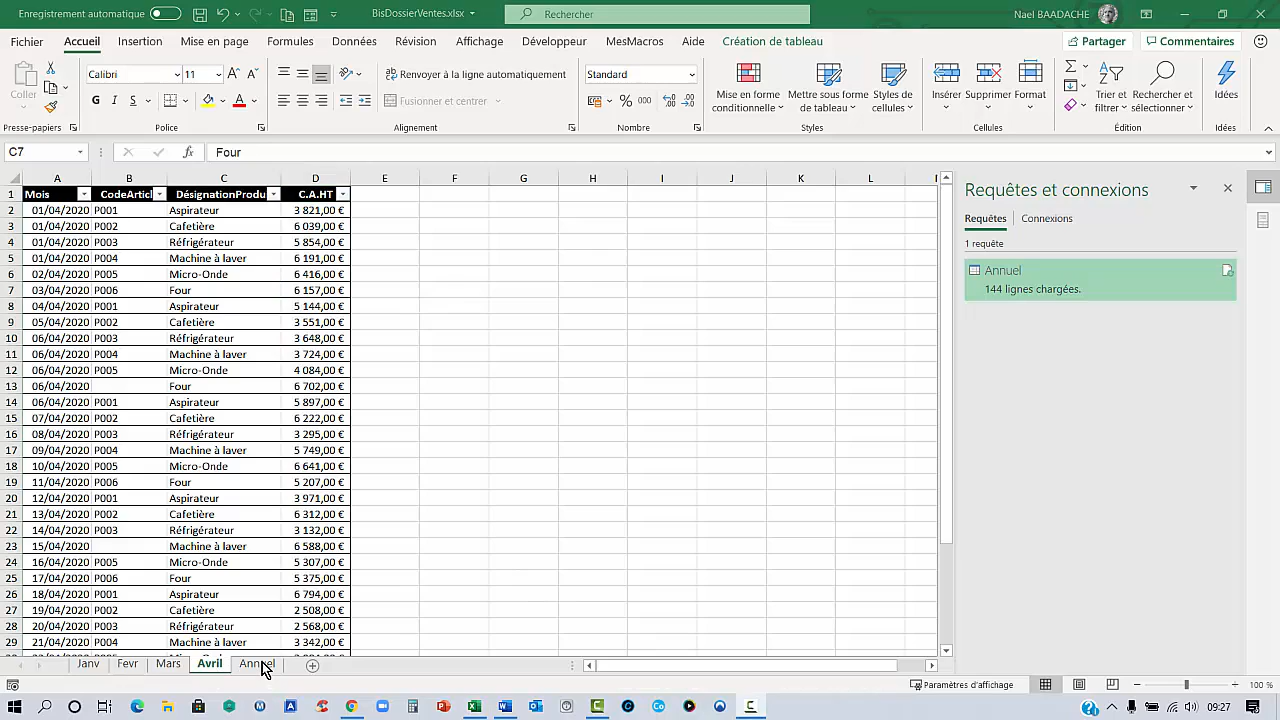 Enregistrement automatique
BisDossierVentes.xlsx
Rechercher
Nael BAADACHE
Fichier Accueil Insertion Mise en page Formules Données Révision Affichage Développeur MesMacros Aide Création de tableau
Partager Commentaires
Coller
Calibri 11
Renvoyer à la ligne automatiquement
Standard
G I S
Fusionner et centrer
% 000
Mise en forme conditionnelle
Mettre sous forme de tableau
Styles de cellules
Insérer Supprimer Format
Trier et filtrer
Rechercher et sélectionner
Idées
Presse-papiers Police Alignement Nombre Styles Cellules Édition Idées
C7 fx Four
A B C D E F G H I J K L
1 Mois CodeArticl DésignationProdu C.A.HT
2 01/04/2020 P001 Aspirateur 3 821,00 €
3 01/04/2020 P002 Cafetière 6 039,00 €
4 01/04/2020 P003 Réfrigérateur 5 854,00 €
5 01/04/2020 P004 Machine à laver 6 191,00 €
6 02/04/2020 P005 Micro-Onde 6 416,00 €
7 03/04/2020 P006 Four 6 157,00 €
8 04/04/2020 P001 Aspirateur 5 144,00 €
9 05/04/2020 P002 Cafetière 3 551,00 €
10 06/04/2020 P003 Réfrigérateur 3 648,00 €
11 06/04/2020 P004 Machine à laver 3 724,00 €
12 06/04/2020 P005 Micro-Onde 4 084,00 €
13 06/04/2020 Four 6 702,00 €
14 06/04/2020 P001 Aspirateur 5 897,00 €
15 07/04/2020 P002 Cafetière 6 222,00 €
16 08/04/2020 P003 Réfrigérateur 3 295,00 €
17 09/04/2020 P004 Machine à laver 5 749,00 €
18 10/04/2020 P005 Micro-Onde 6 641,00 €
19 11/04/2020 P006 Four 5 207,00 €
20 12/04/2020 P001 Aspirateur 3 971,00 €
21 13/04/2020 P002 Cafetière 6 312,00 €
22 14/04/2020 P003 Réfrigérateur 3 132,00 €
23 15/04/2020 Machine à laver 6 588,00 €
24 16/04/2020 P005 Micro-Onde 5 307,00 €
25 17/04/2020 P006 Four 5 375,00 €
26 18/04/2020 P001 Aspirateur 6 794,00 €
27 19/04/2020 P002 Cafetière 2 508,00 €
28 20/04/2020 P003 Réfrigérateur 2 568,00 €
29 21/04/2020 P004 Machine à laver 3 342,00 €
Requêtes et connexions
Requêtes Connexions
1 requête
Annuel
144 lignes chargées.
Janv Fevr Mars Avril Annuel
Paramètres d'affichage
100 %
09:27